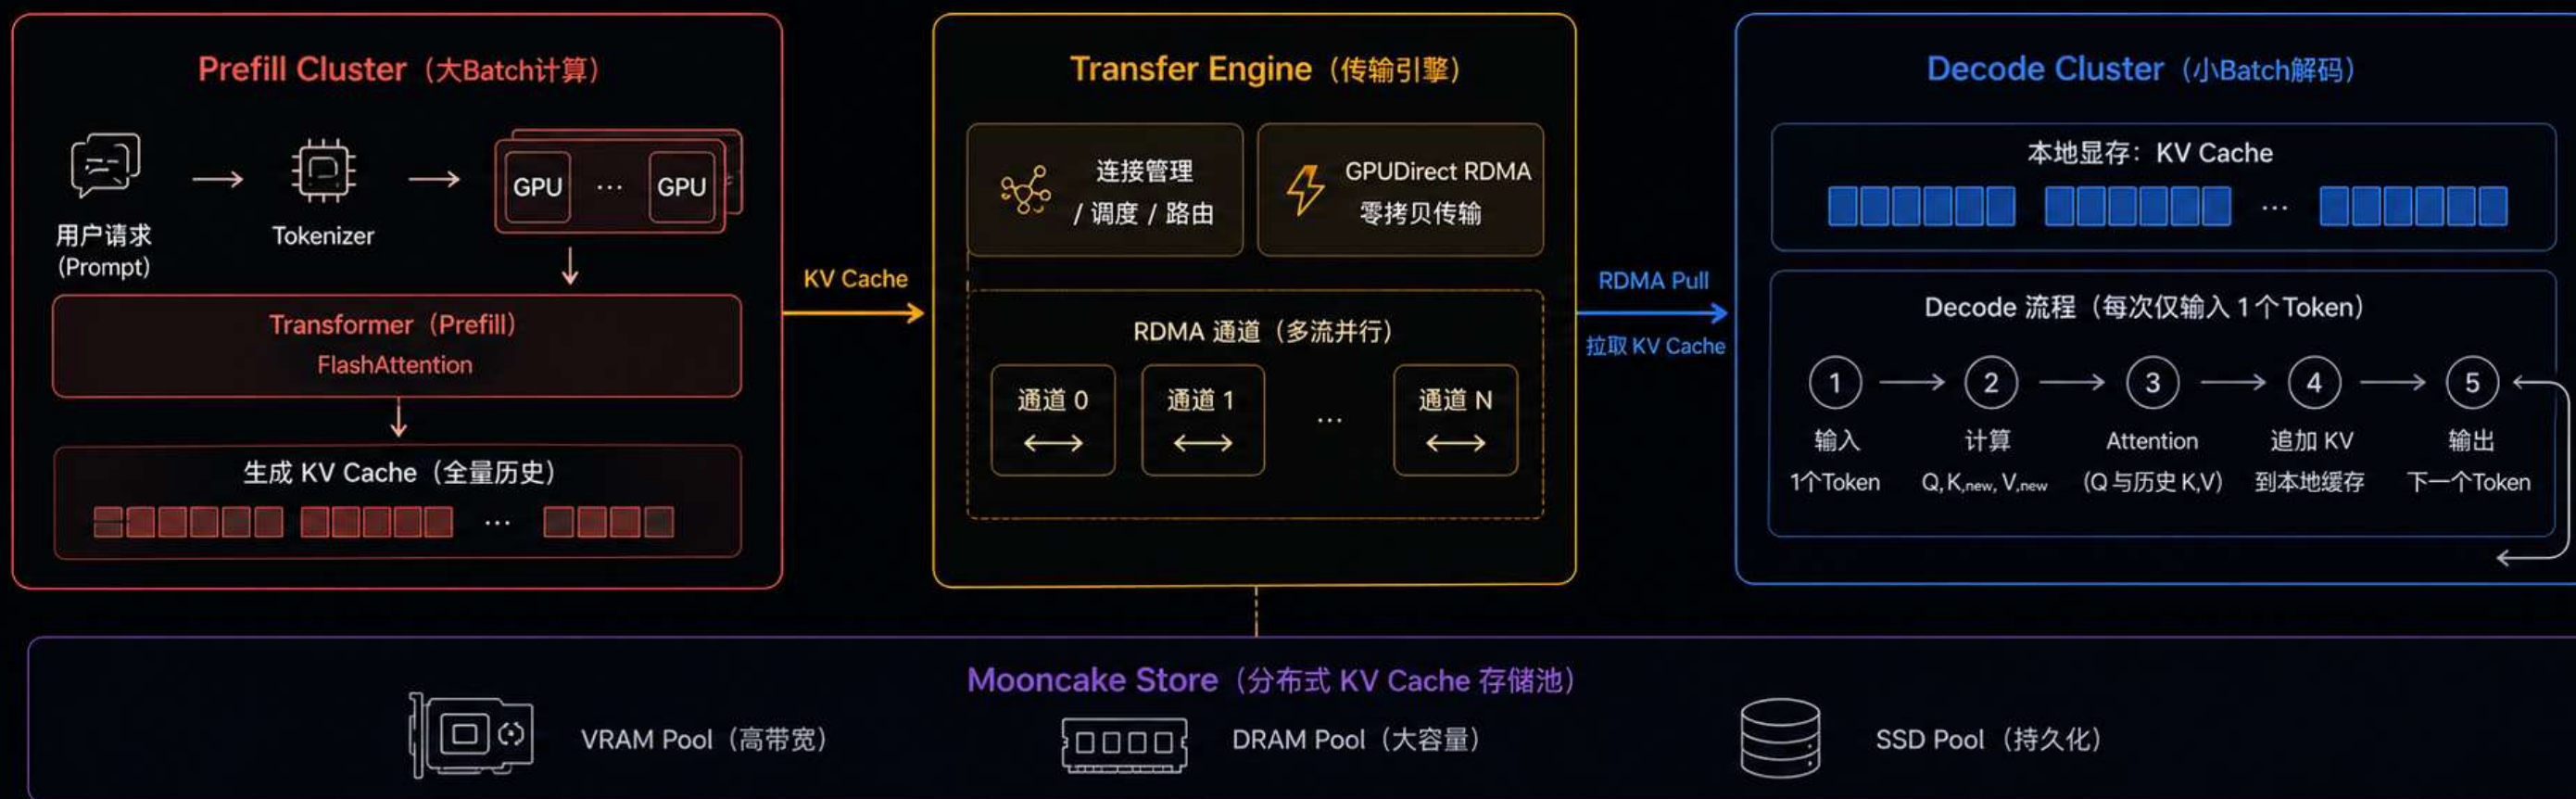 Prefill Cluster（大Batch计算）
用户请求
(Prompt)
Tokenizer
GPU ... GPU
Transformer（Prefill）
FlashAttention
生成 KV Cache（全量历史）
...
KV Cache
Transfer Engine（传输引擎）
连接管理
/ 调度 / 路由
GPUDirect RDMA
零拷贝传输
RDMA 通道（多流并行）
通道 0
通道 1
...
通道 N
RDMA Pull
拉取 KV Cache
Decode Cluster（小Batch解码）
本地显存：KV Cache
...
Decode 流程（每次仅输入 1 个Token）
1
输入
1个Token
2
计算
Q, K,new, V,new
3
Attention
(Q 与历史 K,V)
4
追加 KV
到本地缓存
5
输出
下一个Token
Mooncake Store（分布式 KV Cache 存储池）
VRAM Pool（高带宽）
DRAM Pool（大容量）
SSD Pool（持久化）